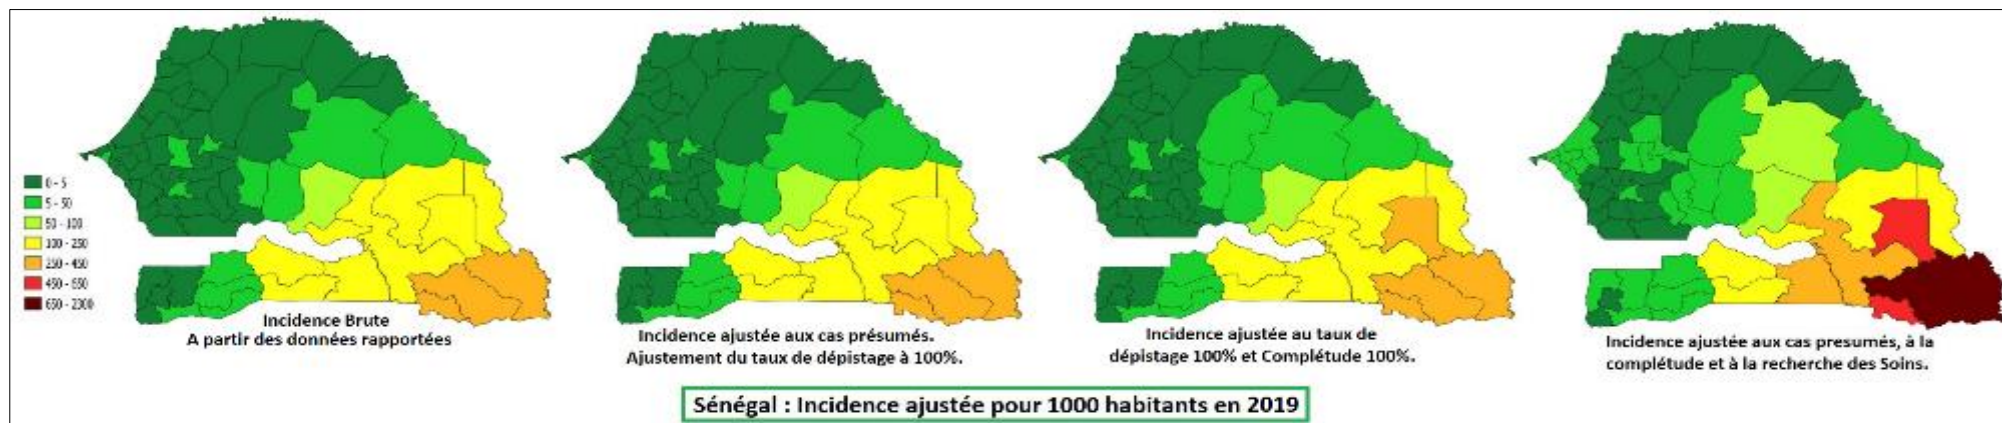 0 - 5
5 - 50
50 - 100
100 - 250
250 - 450
450 - 650
650 - 2000
Incidence Brute
A partir des données rapportées
Incidence ajustée aux cas présumés.
Ajustement du taux de dépistage à 100%.
Incidence ajustée au taux de
dépistage 100% et Complétude 100%.
Incidence ajustée aux cas presumés, à la
complétude et à la recherche des Soins.
Sénégal : Incidence ajustée pour 1000 habitants en 2019